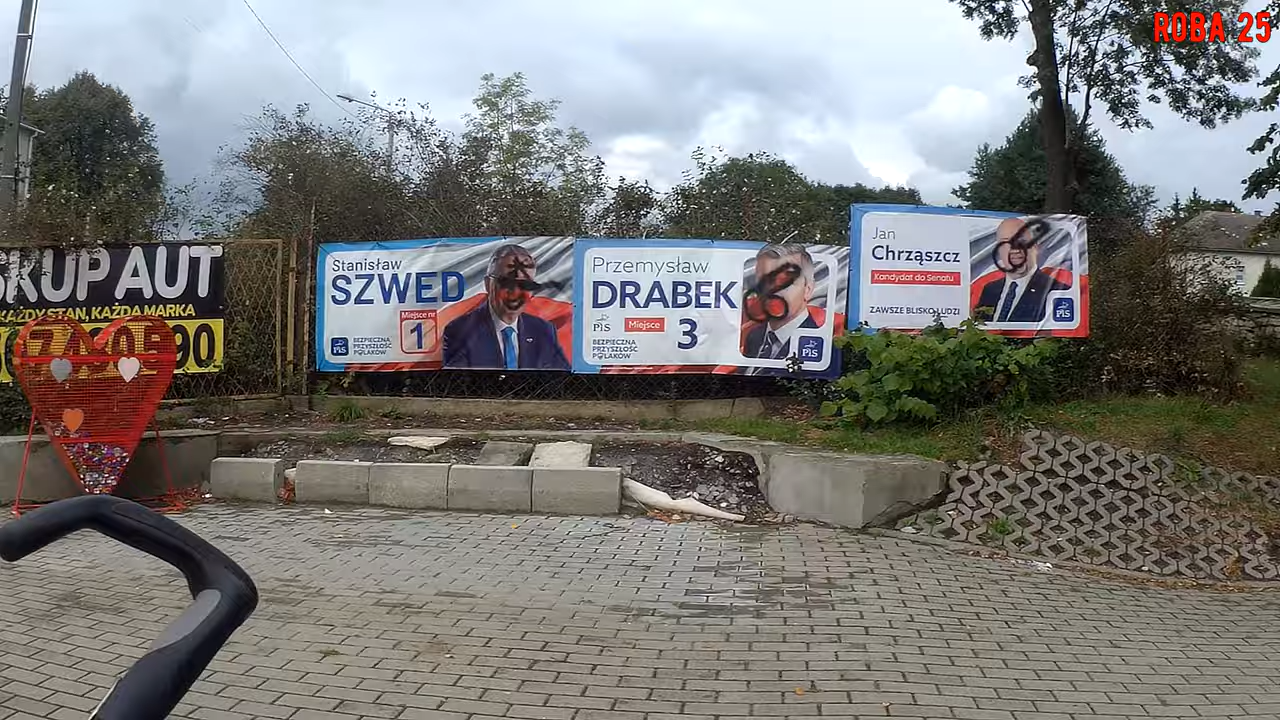 ROBA 25
SKUP AUT
KAŻDY STAN, KAŻDA MARKA
90
Stanisław
SZWED
Miejsce nr
1
PiS
BEZPIECZNA
PRZYSZŁOŚĆ
POLAKÓW
Przemysław
DRABEK
PiS
Miejsce
3
BEZPIECZNA
PRZYSZŁOŚĆ
POLAKÓW
PiS
Jan
Chrząszcz
Kandydat do Senatu
ZAWSZE BLISKO LUDZI
PiS